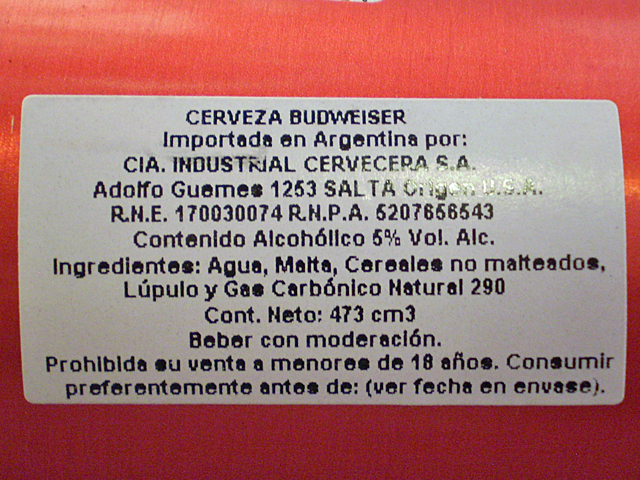 CERVEZA BUDWEISER
Importada en Argentina por:
CIA. INDUSTRIAL CERVECERA S.A.
Adolfo Guemes 1253 SALTA Origen U.S.A.
R.N.E. 170030074 R.N.P.A. 5207656543
Contenido Alcohólico 5% Vol. Alc.
Ingredientes: Agua, Malta, Cereales no malteados,
Lúpulo y Gas Carbónico Natural 290
Cont. Neto: 473 cm3
Beber con moderación.
Prohibida su venta a menores de 18 años. Consumir
preferentemente antes de: (ver fecha en envase).